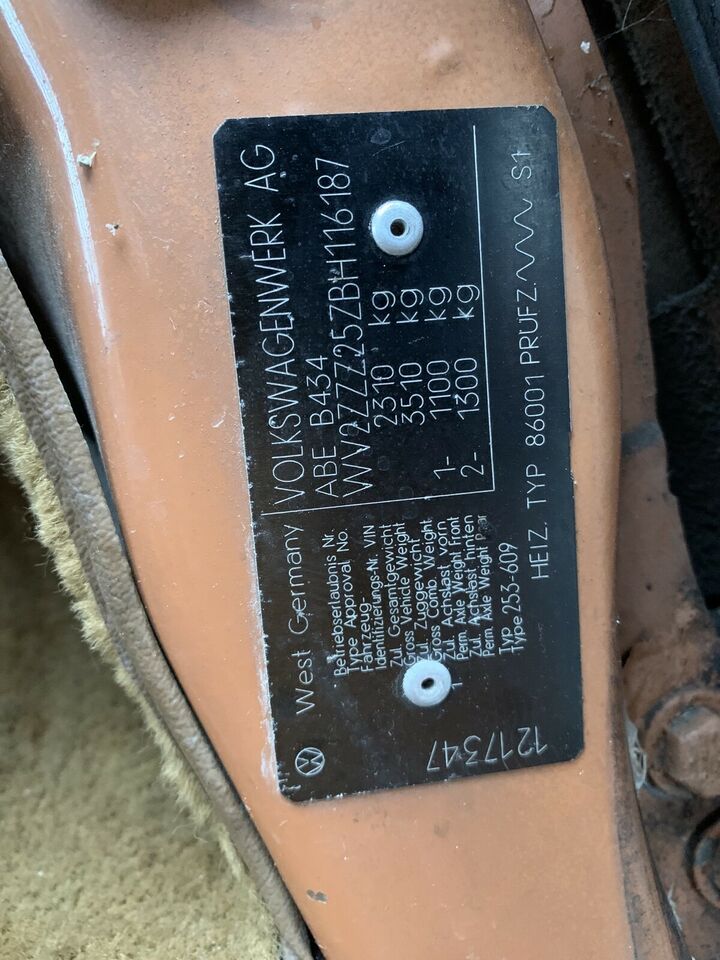 West Germany VOLKSWAGENWERK AG
Betriebserlaubnis Nr.
Type Approval No. ABE B434
Fahrzeug-
Identifizierungs-Nr. VIN WV2ZZZ25ZBH116187
Zul. Gesamtgewicht
Gross Vehicle Weight 2310 kg
Zul. Zuggewicht
Gross Comb. Weight 3510 kg
Zul. Achslast vorn
Perm. Axle Weight Front 1- 1100 kg
Zul. Achslast hinten
Perm. Axle Weight Rear 2- 1300 kg
Typ
Type 253-609
HEIZ. TYP 86001 PRUFZ. S1
1217347